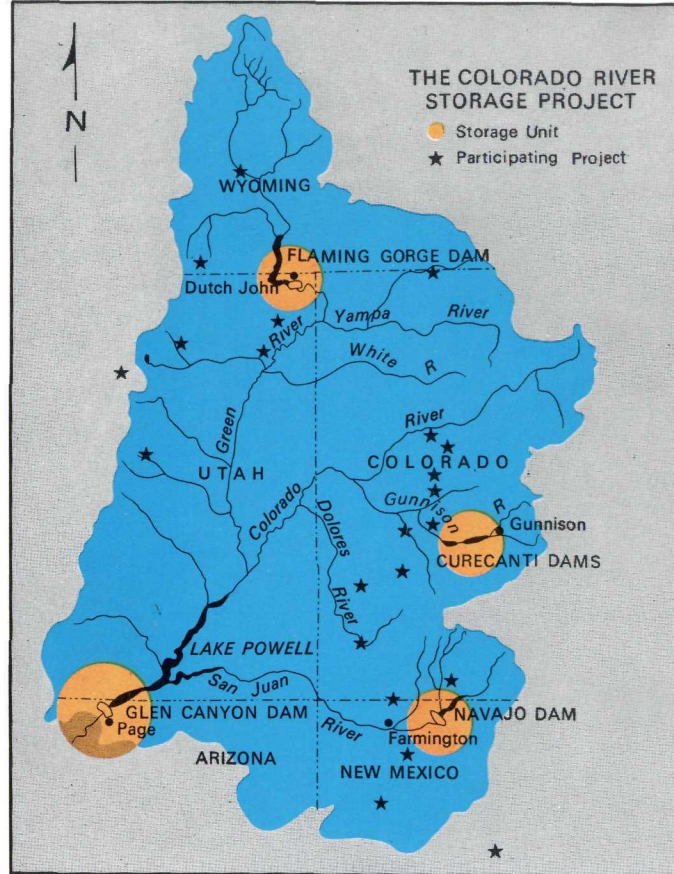 THE COLORADO RIVER
STORAGE PROJECT
Storage Unit
Participating Project
N
WYOMING
FLAMING GORGE DAM
Dutch John
Yampa River
River
White R
Green
River
UTAH
COLORADO
Colorado
Gunnison R
Gunnison
Dolores
River
CURECANTI DAMS
LAKE POWELL
San Juan
River
GLEN CANYON DAM
Page
NAVAJO DAM
Farmington
ARIZONA
NEW MEXICO